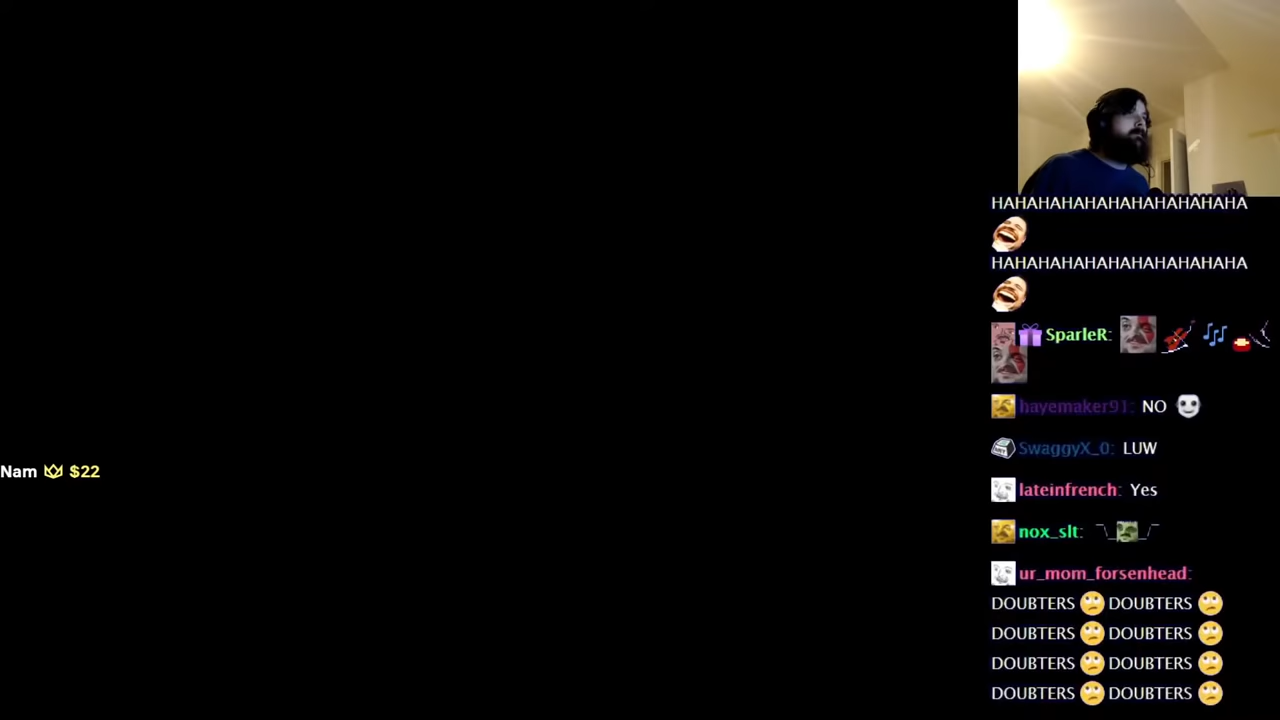 HAHAHAHAHAHAHAHAHAHAHA
HAHAHAHAHAHAHAHAHAHAHA
SparleR:
hayemaker91: NO
SwaggyX_0: LUW
lateinfrench: Yes
Nam $22
nox_slt: ¯\_ _/¯
ur_mom_forsenhead:
DOUBTERS DOUBTERS
DOUBTERS DOUBTERS
DOUBTERS DOUBTERS
DOUBTERS DOUBTERS